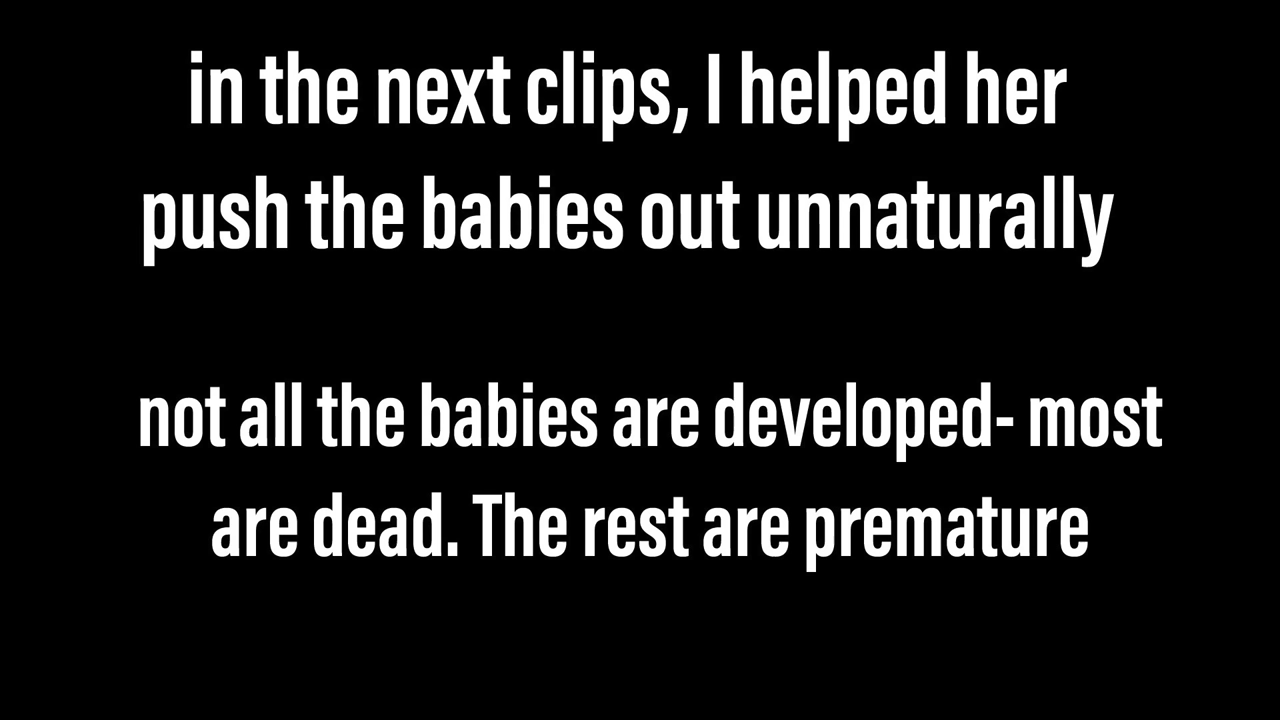 in the next clips, I helped her
push the babies out unnaturally
not all the babies are developed- most
are dead. The rest are premature